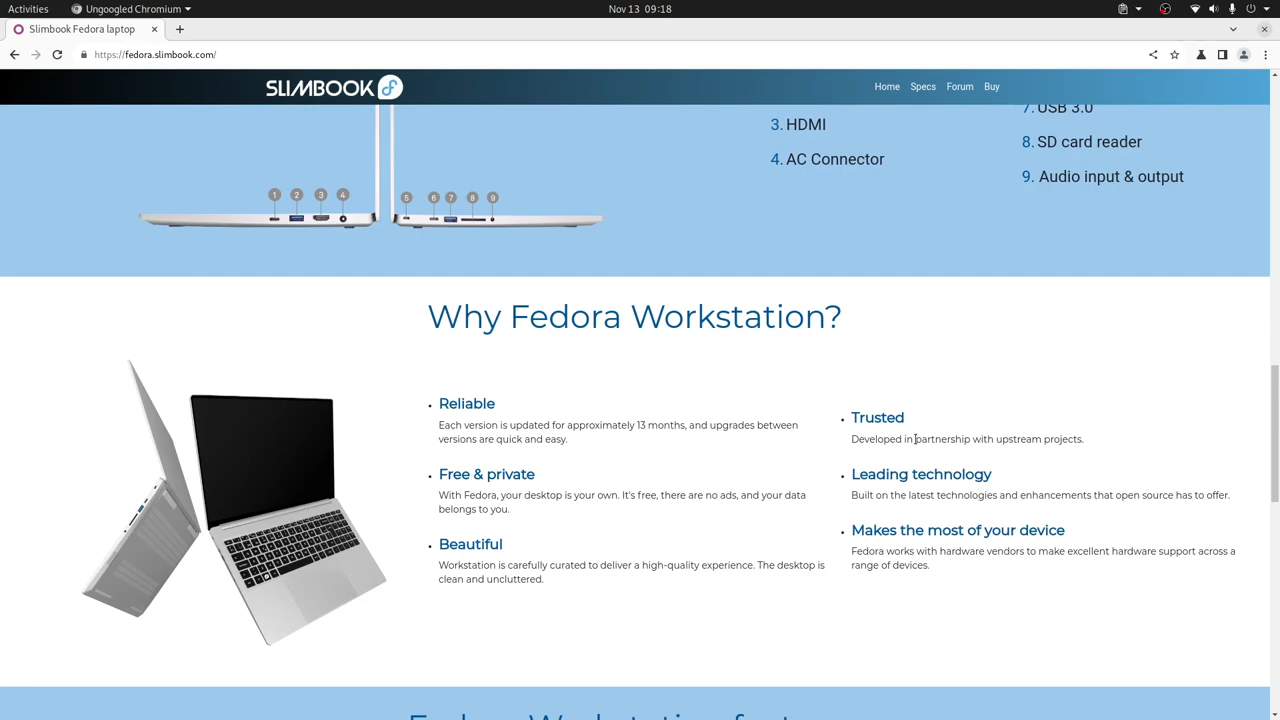 Activities
Ungoogled Chromium
Nov 13 09:18
Slimbook Fedora laptop
https://fedora.slimbook.com/
SLIMBOOK
Home Specs Forum Buy
3. HDMI
4. AC Connector
7. USB 3.0
8. SD card reader
9. Audio input & output
1 2 3 4 5 6 7 8 9
Why Fedora Workstation?
Reliable
Each version is updated for approximately 13 months, and upgrades between
versions are quick and easy.
Free & private
With Fedora, your desktop is your own. It's free, there are no ads, and your data
belongs to you.
Beautiful
Workstation is carefully curated to deliver a high-quality experience. The desktop is
clean and uncluttered.
Trusted
Developed in partnership with upstream projects.
Leading technology
Built on the latest technologies and enhancements that open source has to offer.
Makes the most of your device
Fedora works with hardware vendors to make excellent hardware support across a
range of devices.
Fedora Workstation